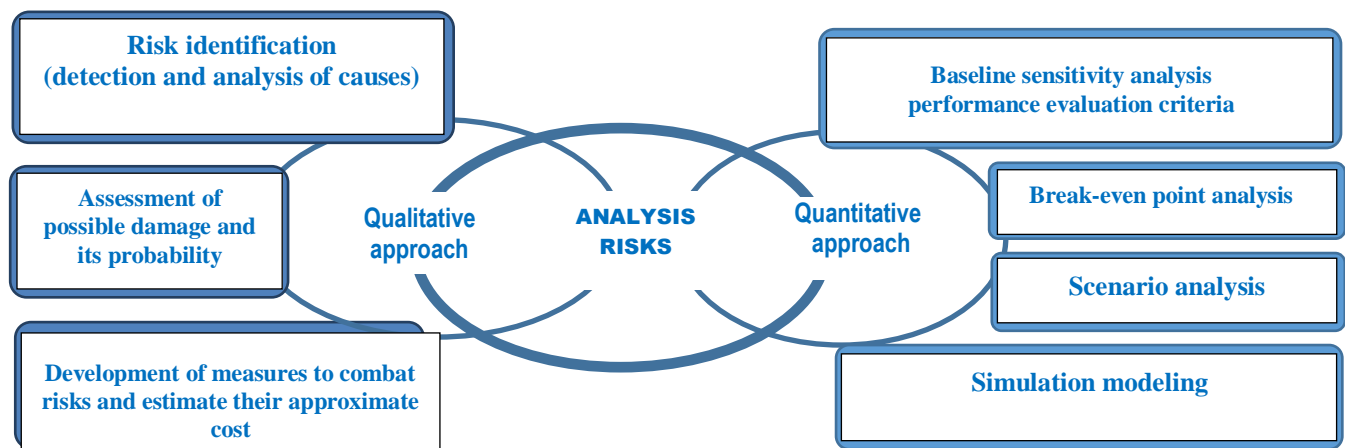 Risk identification
(detection and analysis of causes)
Assessment of
possible damage and
its probability
Development of measures to combat
risks and estimate their approximate
cost
Qualitative
approach
ANALYSIS
RISKS
Quantitative
approach
Baseline sensitivity analysis
performance evaluation criteria
Break-even point analysis
Scenario analysis
Simulation modeling